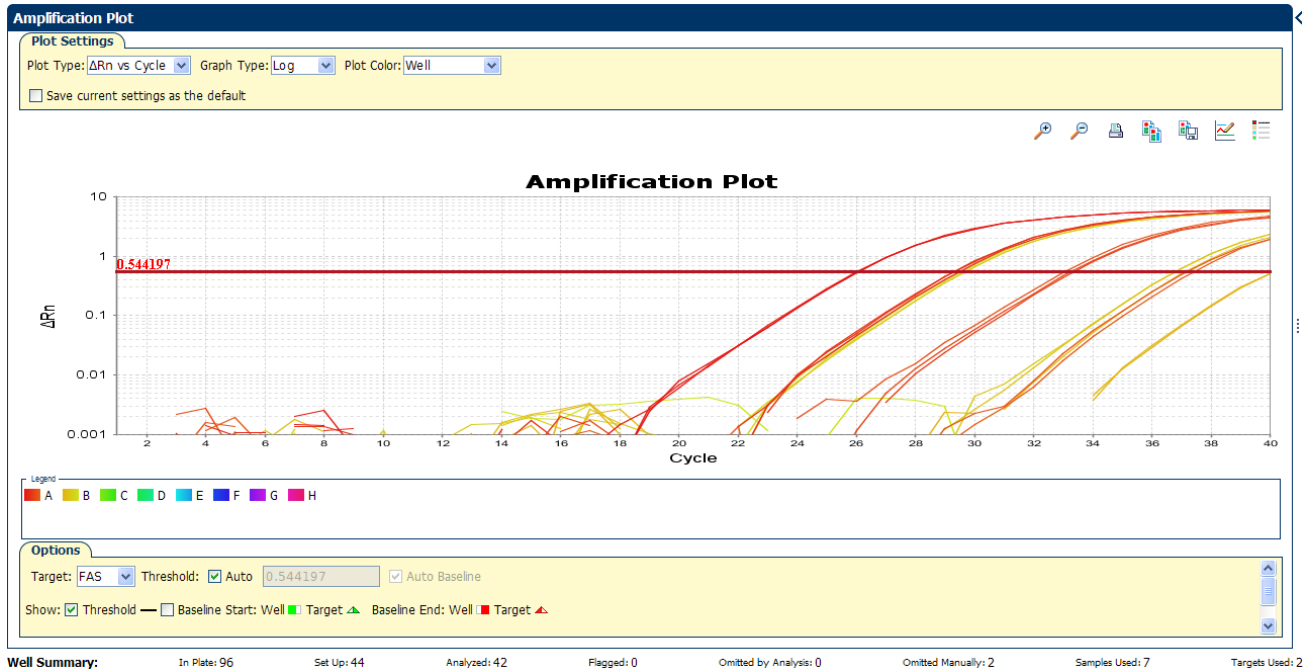 Amplification Plot
Plot Settings
Plot Type: ΔRn vs Cycle Graph Type: Log Plot Color: Well
Save current settings as the default
Amplification Plot
10
1
0.544197
0.1
0.01
0.001
ΔRn
2 4 6 8 10 12 14 16 18 20 22 24 26 28 30 32 34 36 38 40
Cycle
Legend
A B C D E F G H
Options
Target: FAS Threshold: Auto 0.544197 Auto Baseline
Show: Threshold Baseline Start: Well Target Baseline End: Well Target
Well Summary: In Plate: 96 Set Up: 44 Analyzed: 42 Flagged: 0 Omitted by Analysis: 0 Omitted Manually: 2 Samples Used: 7 Targets Used: 2